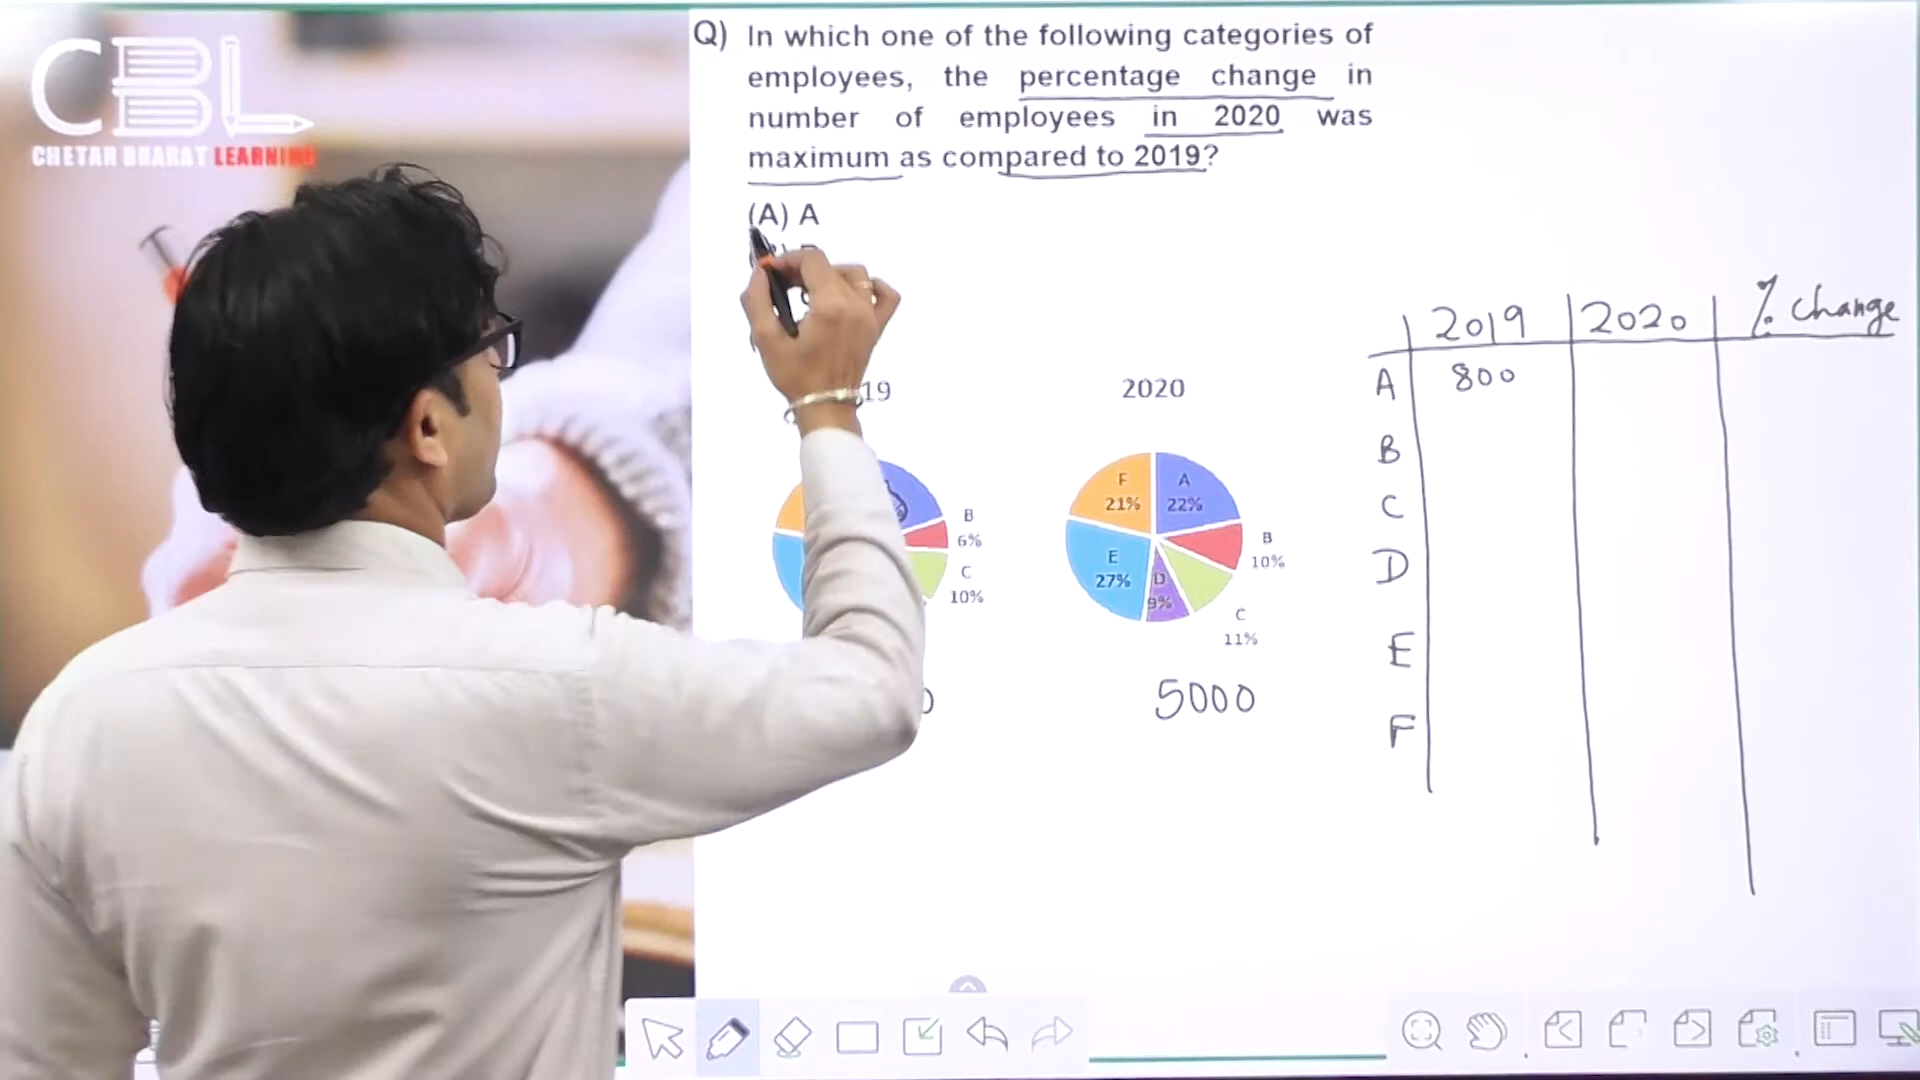 CBL
CHETAN BHARAT LEARNING
Q) In which one of the following categories of
employees, the percentage change in
number of employees in 2020 was
maximum as compared to 2019?
(A) A
19
2020
B
6%
C
10%
F
21%
A
22%
B
10%
E
27%
D
9%
C
11%
0
5000
2019 2020 % change
A 800
B
C
D
E
F